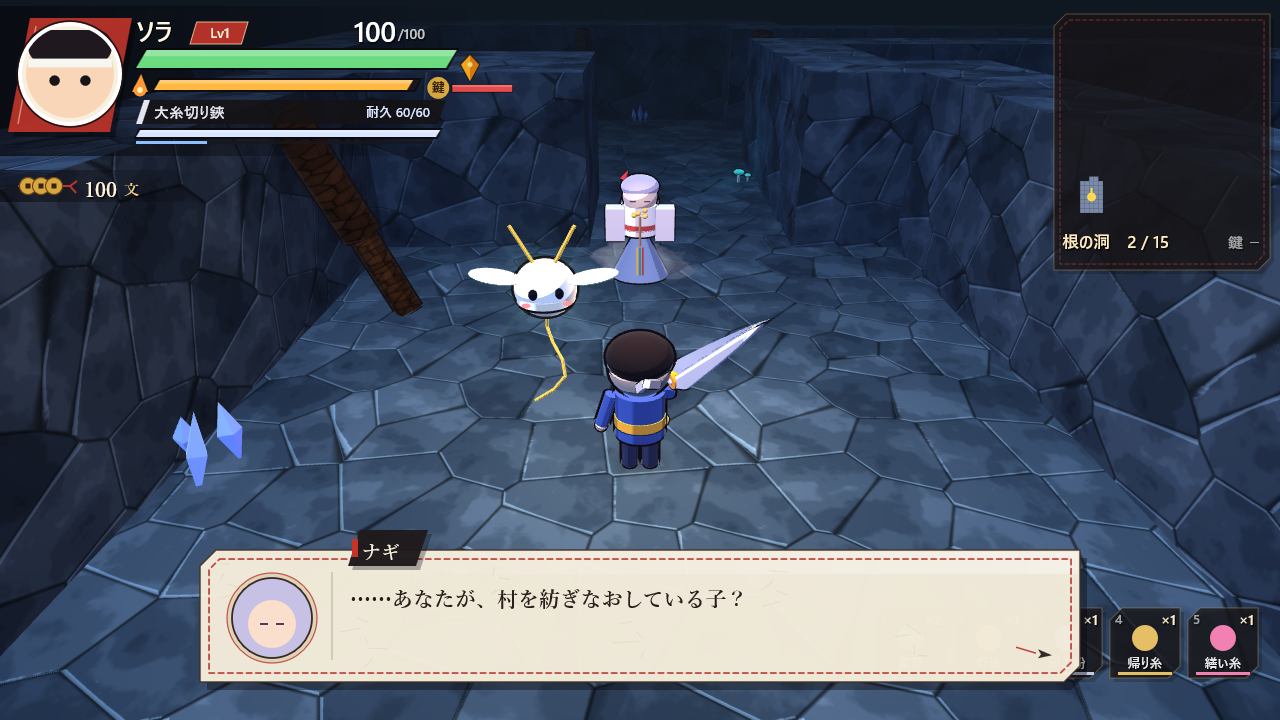 ソラ Lv1 100/100
鍵
大糸切り鋏 耐久 60/60
100 文
根の洞 2 / 15 鍵 –
ナギ
……あなたが、村を紡ぎなおしている子？
×1
4 ×1
帰り糸
5 ×1
繕い糸